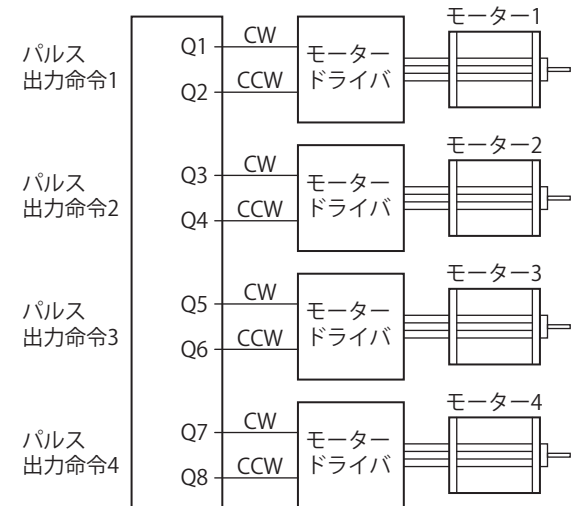 パルス
出力命令1
Q1
CW
Q2
CCW
モーター
ドライバ
モーター1
パルス
出力命令2
Q3
CW
Q4
CCW
モーター
ドライバ
モーター2
パルス
出力命令3
Q5
CW
Q6
CCW
モーター
ドライバ
モーター3
パルス
出力命令4
Q7
CW
Q8
CCW
モーター
ドライバ
モーター4